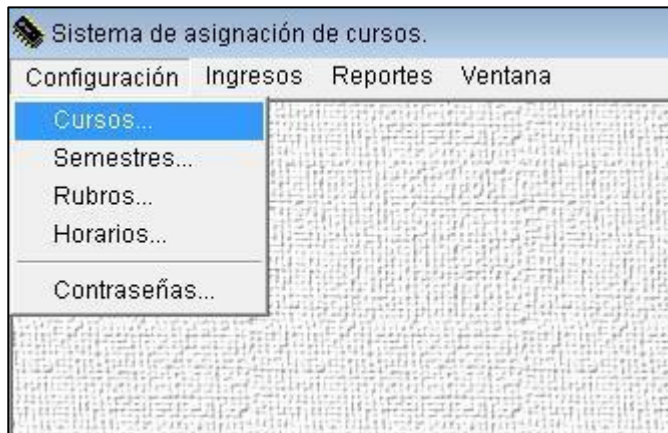 Sistema de asignación de cursos.
Configuración Ingresos Reportes Ventana
Cursos...
Semestres...
Rubros...
Horarios...
Contraseñas...